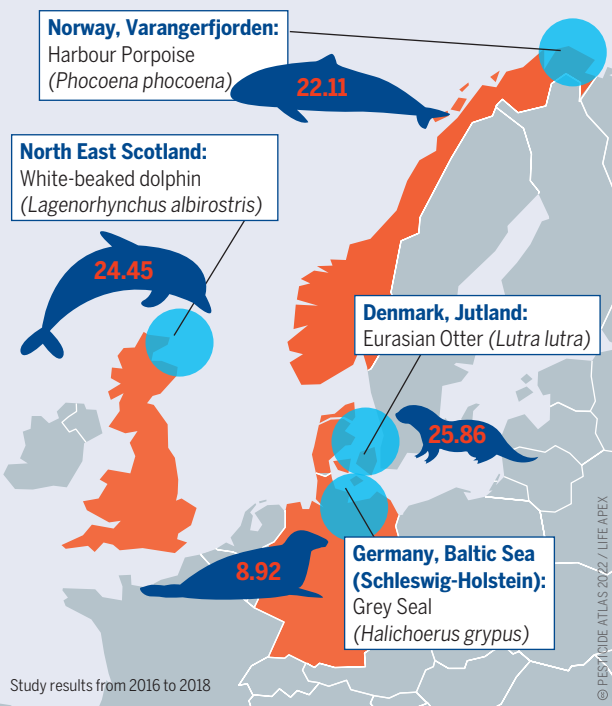 Norway, Varangerfjorden:
Harbour Porpoise
(Phocoena phocoena)
22.11
North East Scotland:
White-beaked dolphin
(Lagenorhynchus albirostris)
24.45
Denmark, Jutland:
Eurasian Otter (Lutra lutra)
25.86
8.92
Germany, Baltic Sea
(Schleswig-Holstein):
Grey Seal
(Halichoerus grypus)
Study results from 2016 to 2018
© PESTICIDE ATLAS 2022 / LIFE APEX